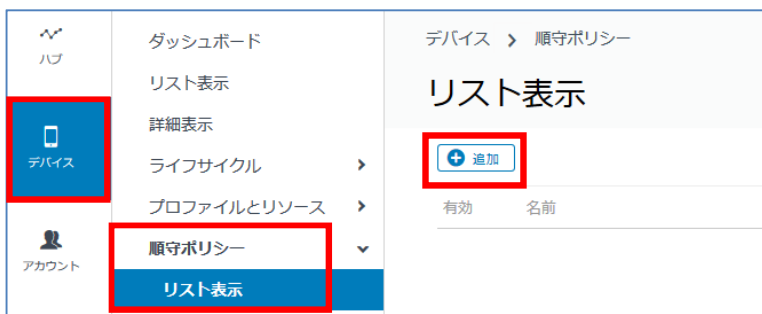 ハブ
デバイス
アカウント
ダッシュボード
リスト表示
詳細表示
ライフサイクル
プロファイルとリソース
順守ポリシー
リスト表示
デバイス > 順守ポリシー
リスト表示
追加
有効 名前